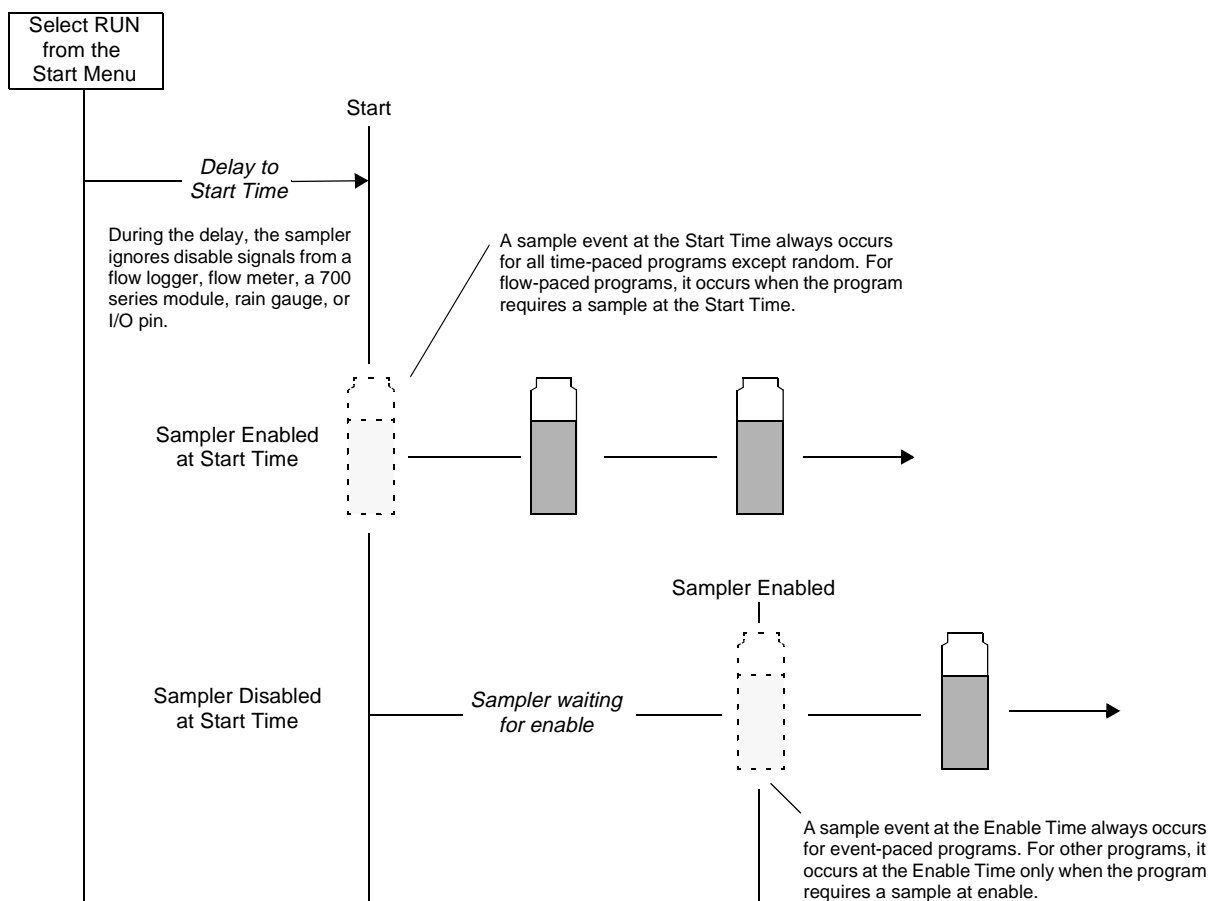 Select RUN
from the
Start Menu
Start
Delay to
Start Time
During the delay, the sampler
ignores disable signals from a
flow logger, flow meter, a 700
series module, rain gauge, or
I/O pin.
A sample event at the Start Time always occurs
for all time-paced programs except random. For
flow-paced programs, it occurs when the program
requires a sample at the Start Time.
Sampler Enabled
at Start Time
Sampler Enabled
Sampler Disabled
at Start Time
Sampler waiting
for enable
A sample event at the Enable Time always occurs
for event-paced programs. For other programs, it
occurs at the Enable Time only when the program
requires a sample at enable.